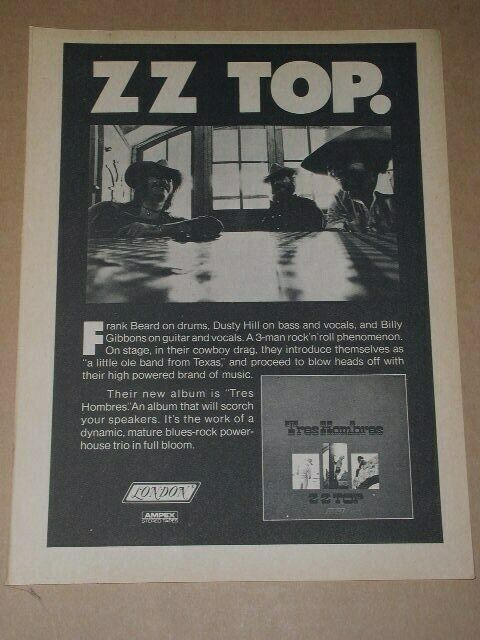 ZZ TOP.
Frank Beard on drums, Dusty Hill on bass and vocals, and Billy
Gibbons on guitar and vocals. A 3-man rock'n'roll phenomenon.
On stage, in their cowboy drag, they introduce themselves as
"a little ole band from Texas," and proceed to blow heads off with
their high powered brand of music.
Their new album is "Tres
Hombres." An album that will scorch
your speakers. It's the work of a
dynamic, mature blues-rock power-
house trio in full bloom.
Tres Hombres
ZZ TOP
LONDON
AMPEX
STEREO TAPES